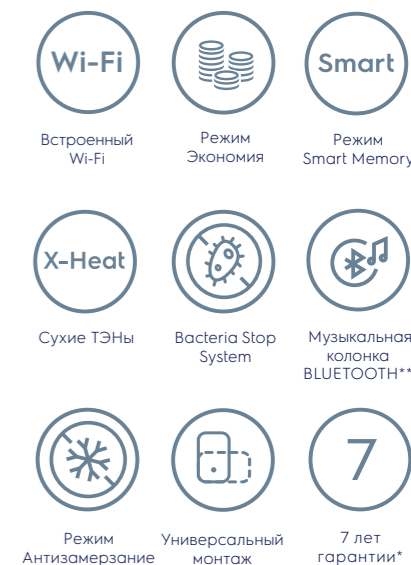 Wi-Fi
Smart
Встроенный
Wi-Fi
Режим
Экономия
Режим
Smart Memory
X-Heat
Сухие ТЭНы
Bacteria Stop
System
Музыкальная
колонка
BLUETOOTH**
7
Режим
Антизамерзание
Универсальный
монтаж
7 лет
гарантии*